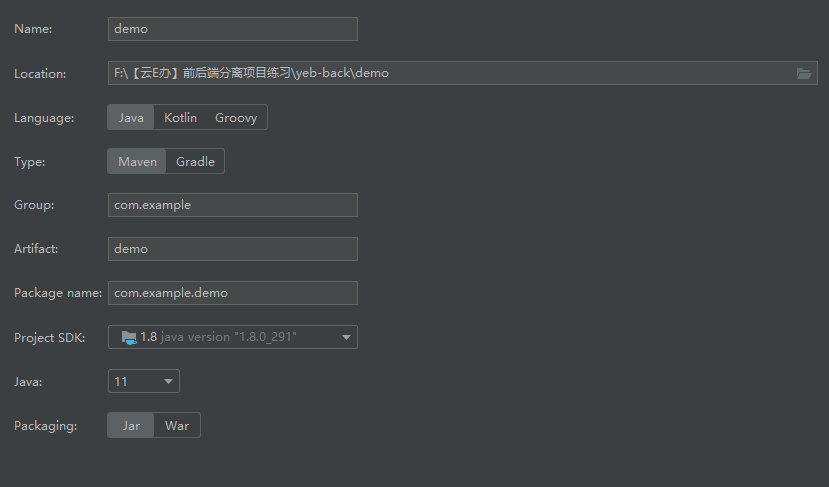 Name: demo
Location: F:\【云E办】前后端分离项目练习\yeb-back\demo
Language: Java Kotlin Groovy
Type: Maven Gradle
Group: com.example
Artifact: demo
Package name: com.example.demo
Project SDK: 1.8 java version "1.8.0_291"
Java: 11
Packaging: Jar War